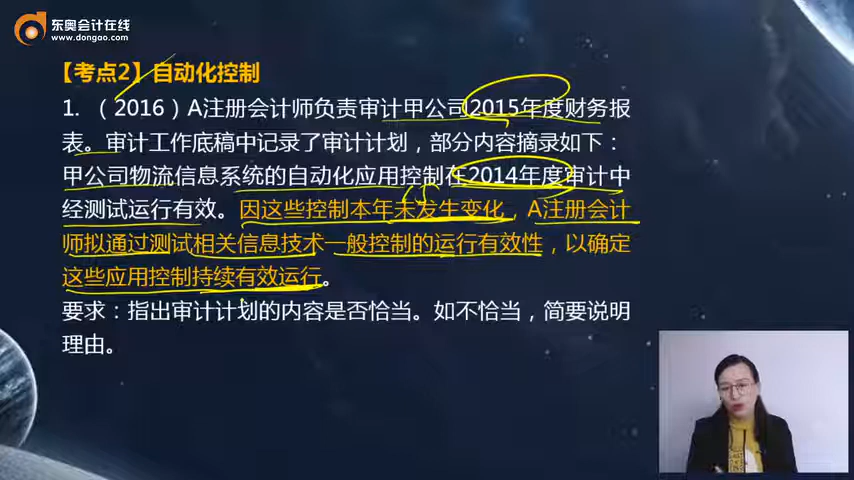 东奥会计在线
www.dongao.com
【考点2】自动化控制
1. （2016）A注册会计师负责审计甲公司2015年度财务报
表。审计工作底稿中记录了审计计划，部分内容摘录如下：
甲公司物流信息系统的自动化应用控制在2014年度审计中
经测试运行有效。因这些控制本年未发生变化，A注册会计
师拟通过测试相关信息技术一般控制的运行有效性，以确定
这些应用控制持续有效运行。
要求：指出审计计划的内容是否恰当。如不恰当，简要说明
理由。